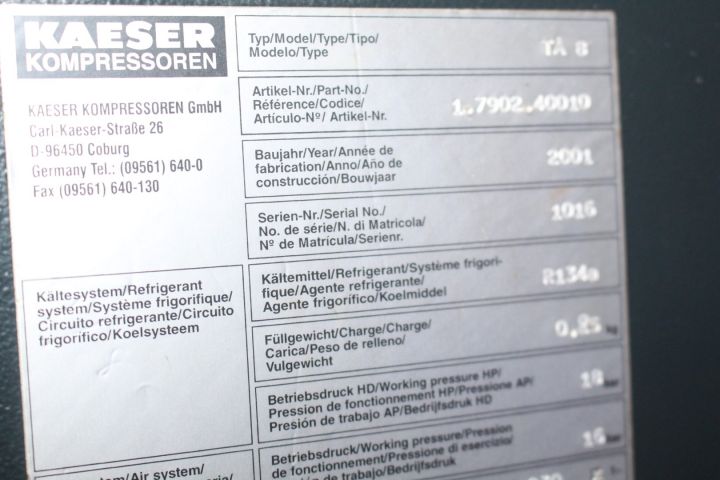 KAESER
KOMPRESSOREN
KAESER KOMPRESSOREN GmbH
Carl-Kaeser-Straße 26
D-96450 Coburg
Germany Tel.: (09561) 640-0
Fax (09561) 640-130
Typ/Model/Type/Tipo/
Modelo/Type
TA 8
Artikel-Nr./Part-No./
Référence/Codice/
Artículo-Nº/ Artikel-Nr.
1.7902.40010
Baujahr/Year/Année de
fabrication/Anno/Año de
construcción/Bouwjaar
2001
Serien-Nr./Serial No./
No. de série/N. di Matricola/
Nº de Matrícula/Serienr.
1016
Kältesystem/Refrigerant
system/Système frigorifique/
Circuito refrigerante/Circuito
frigorífico/Koelsysteem
Kältemittel/Refrigerant/Système frigori-
fique/Agente refrigerante/
Agente frigorífico/Koelmiddel
R134a
Füllgewicht/Charge/Charge/
Carica/Peso de relleno/
Vulgewicht
kg
Betriebsdruck HD/Working pressure HP/
Pression de fonctionnement HP/Pressione AP/
Presión de trabajo AP/Bedrijfsdruk HD
18 bar
/Air system/
Betriebsdruck/Working pressure/Pression
de fonctionnement/Pressione di esercizio/
de trabajo/Bedrijfsdruk
16 bar